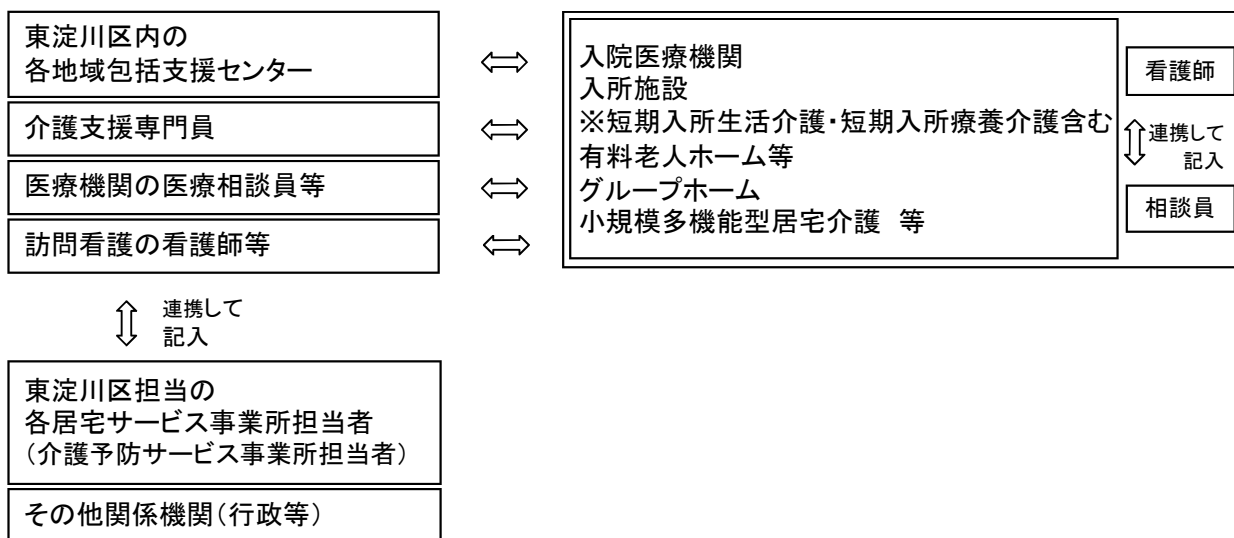 東淀川区内の
各地域包括支援センター
介護支援専門員
医療機関の医療相談員等
訪問看護の看護師等
入院医療機関
入所施設
※短期入所生活介護・短期入所療養介護含む
有料老人ホーム等
グループホーム
小規模多機能型居宅介護　等
看護師
連携して
記入
相談員
連携して
記入
東淀川区担当の
各居宅サービス事業所担当者
（介護予防サービス事業所担当者）
その他関係機関（行政等）